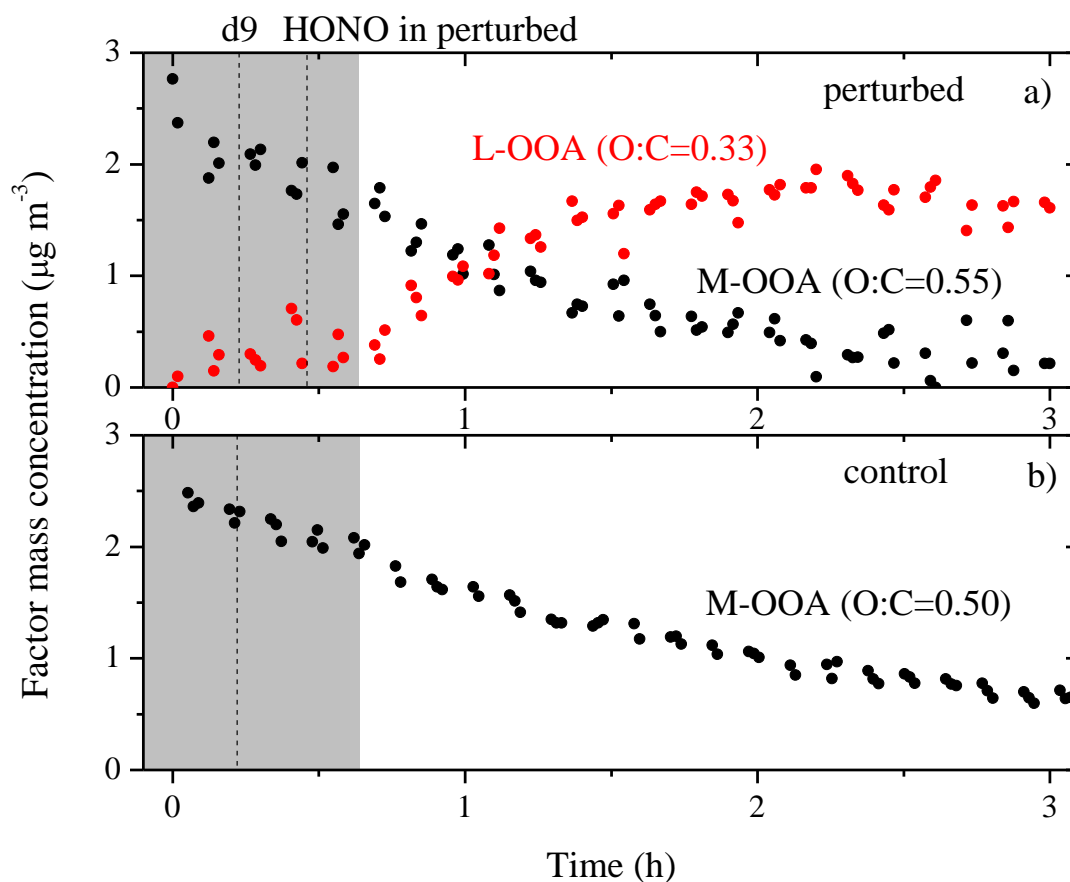 d9 HONO in perturbed
3
perturbed
a)
L-OOA (O:C=0.33)
2
1
M-OOA (O:C=0.55)
0
0 1 2 3
3
control
b)
2
M-OOA (O:C=0.50)
1
0
0 1 2 3
Factor mass concentration (µg m⁻³)
Time (h)